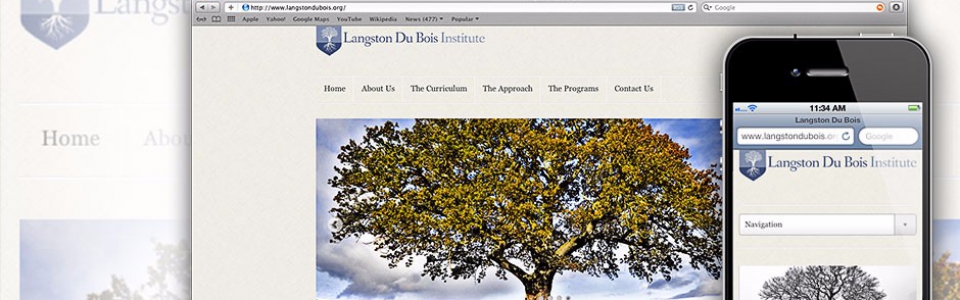 Langs
Home Abou
http://www.langstondubois.org/ Google
Apple Yahoo! Google Maps YouTube Wikipedia News (477) Popular
Langston Du Bois Institute
Home About Us The Curriculum The Approach The Programs Contact Us
11:34 AM
Langston Du Bois
www.langstondubois.or Google
Langston Du Bois Institute
Navigation